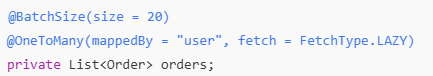 @BatchSize(size = 20)
@OneToMany(mappedBy = "user", fetch = FetchType.LAZY)
private List<Order> orders;